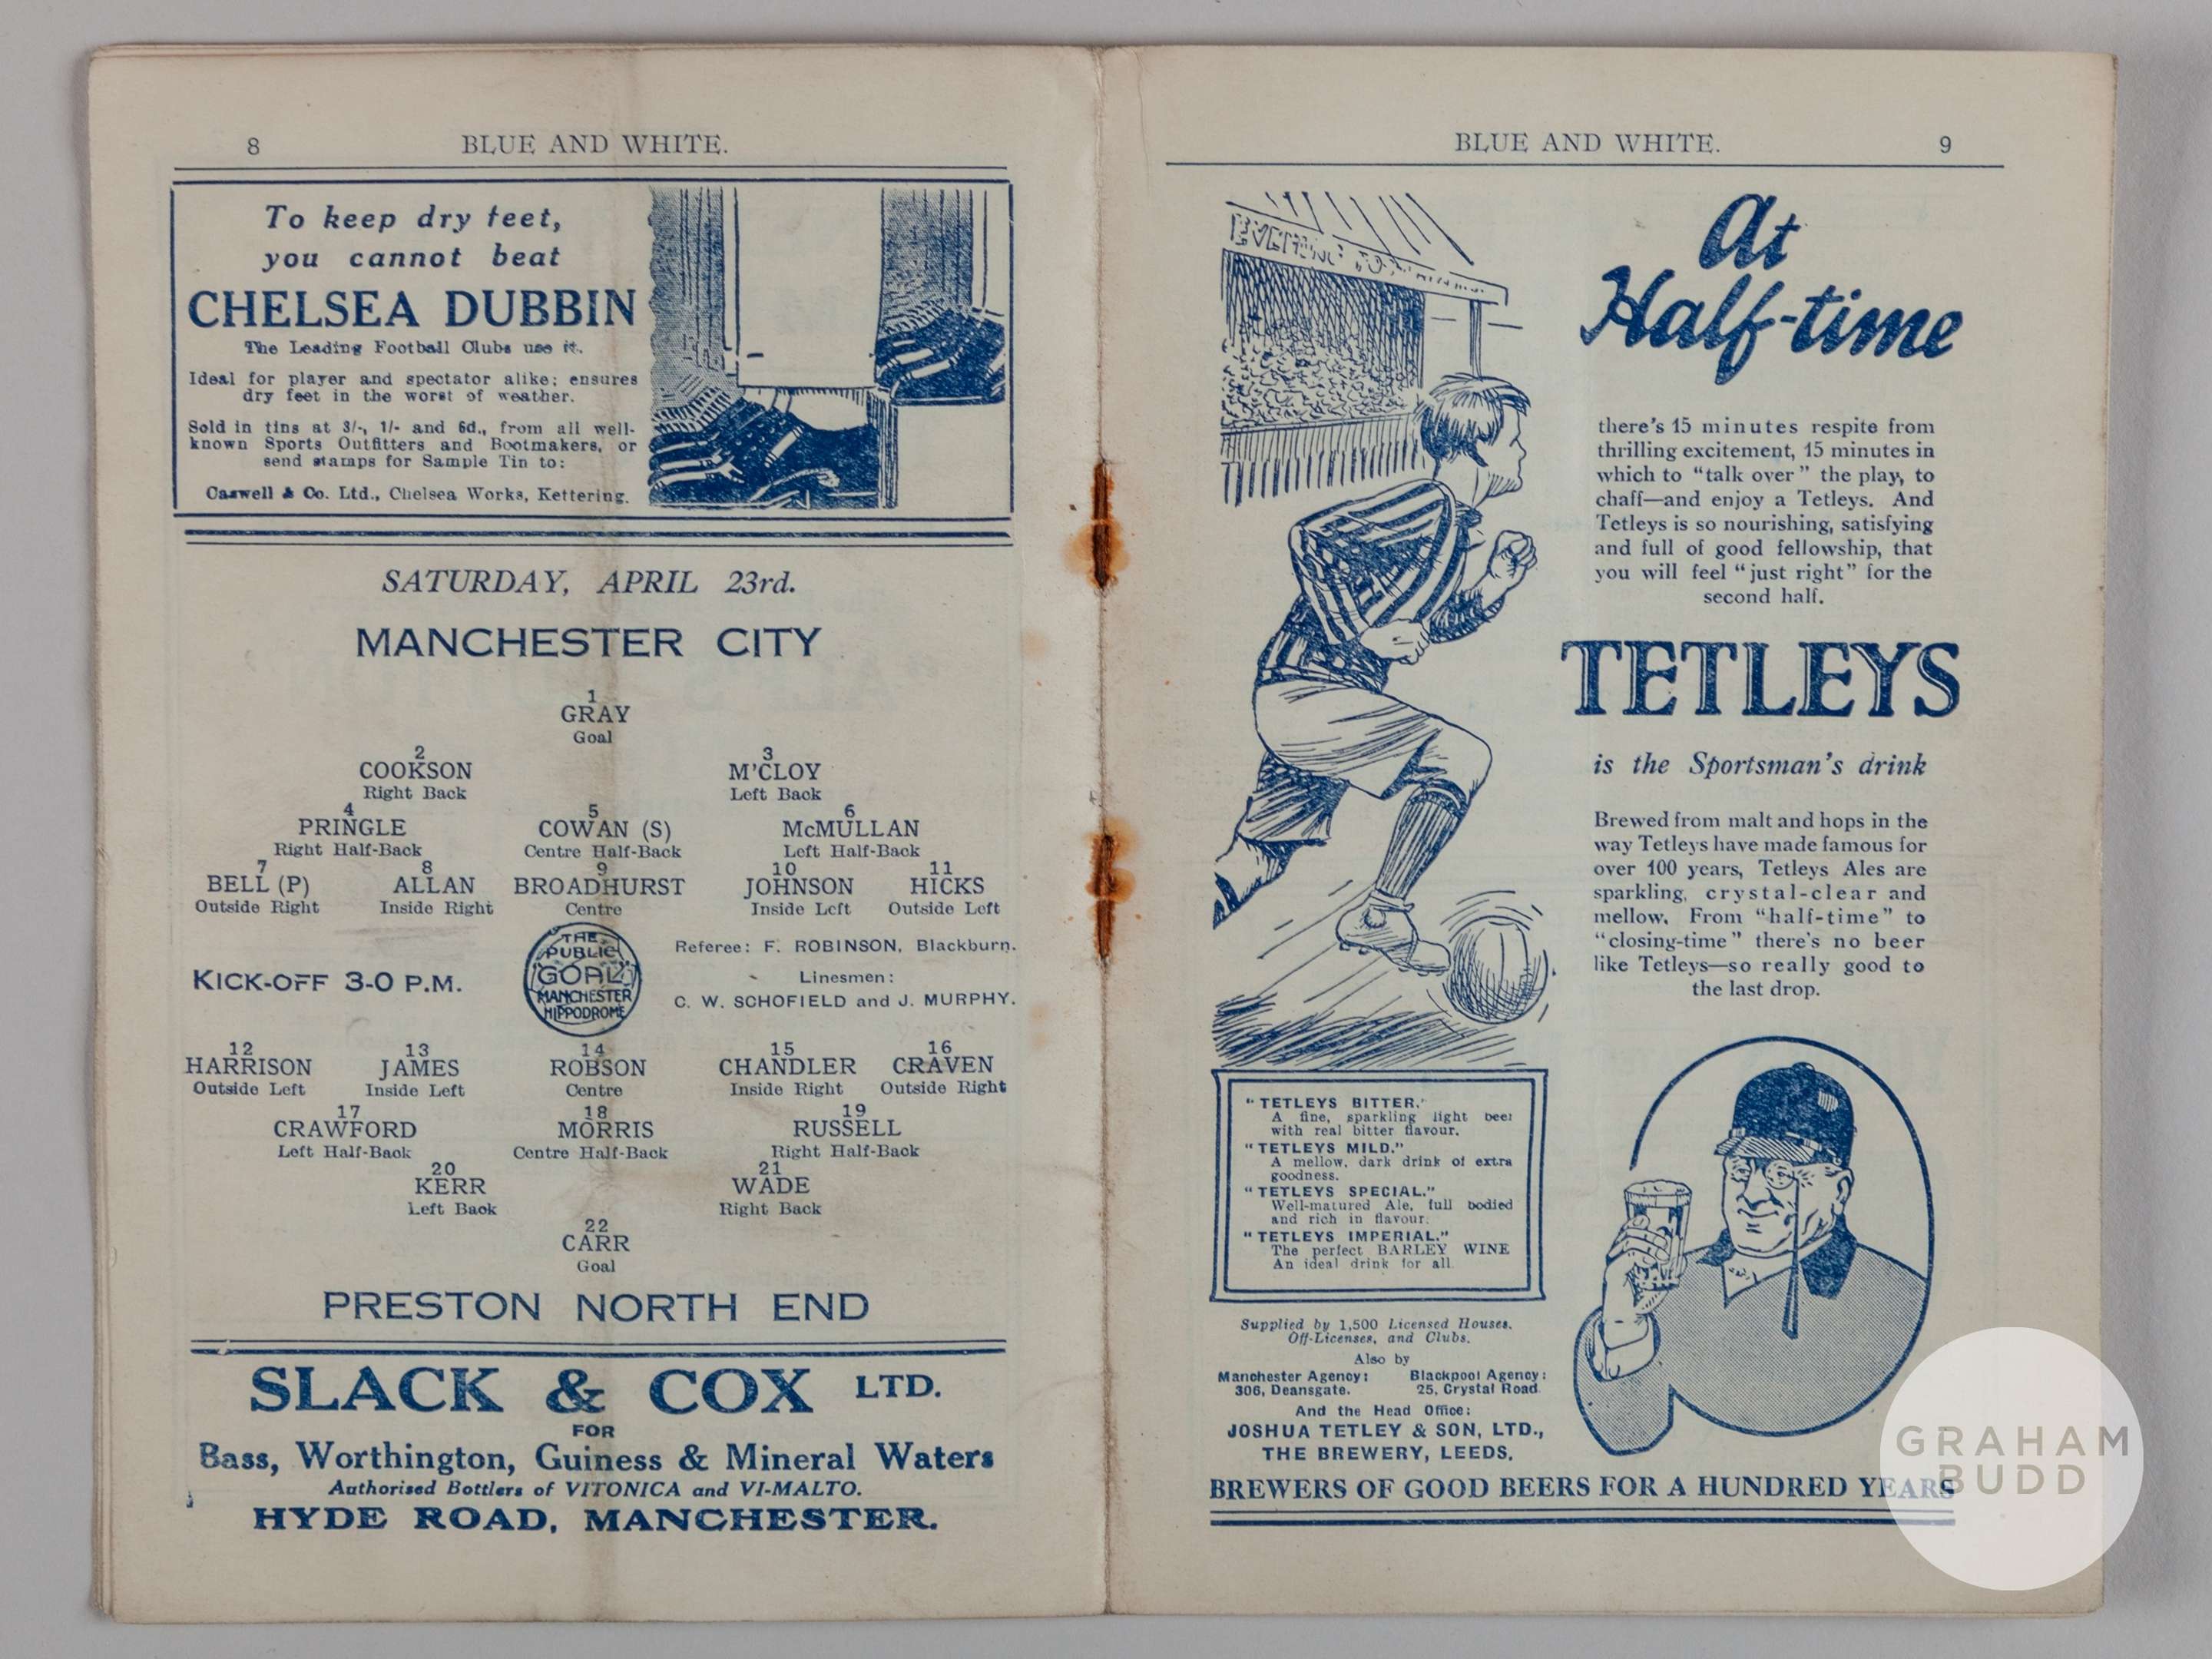 8
BLUE AND WHITE.
To keep dry feet,
you cannot beat
CHELSEA DUBBIN
The Leading Football Clubs use it.
Ideal for player and spectator alike; ensures
dry feet in the worst of weather.
Sold in tins at 3/-, 1/- and 6d., from all well-
known Sports Outfitters and Bootmakers, or
send stamps for Sample Tin to:
Caswell & Co. Ltd., Chelsea Works, Kettering.
SATURDAY, APRIL 23rd.
MANCHESTER CITY
1
GRAY
Goal
2 3
COOKSON M'CLOY
Right Back Left Back
4 5 6
PRINGLE COWAN (S) McMULLAN
Right Half-Back Centre Half-Back Left Half-Back
7 8 9 10 11
BELL (P) ALLAN BROADHURST JOHNSON HICKS
Outside Right Inside Right Centre Inside Left Outside Left
KICK-OFF 3-0 P.M.
THE
PUBLIC
"GOAL"
MANCHESTER
HIPPODROME
Referee: F. ROBINSON, Blackburn.
Linesmen:
C. W. SCHOFIELD and J. MURPHY.
12 13 14 15 16
HARRISON JAMES ROBSON CHANDLER CRAVEN
Outside Left Inside Left Centre Inside Right Outside Right
17 18 19
CRAWFORD MORRIS RUSSELL
Left Half-Back Centre Half-Back Right Half-Back
20 21
KERR WADE
Left Back Right Back
22
CARR
Goal
PRESTON NORTH END
SLACK & COX LTD.
FOR
Bass, Worthington, Guiness & Mineral Waters
Authorised Bottlers of VITONICA and VI-MALTO.
HYDE ROAD, MANCHESTER.
BLUE AND WHITE.
9
At
Half-time
there's 15 minutes respite from
thrilling excitement, 15 minutes in
which to "talk over" the play, to
chaff—and enjoy a Tetleys. And
Tetleys is so nourishing, satisfying
and full of good fellowship, that
you will feel "just right" for the
second half.
TETLEYS
is the Sportsman's drink
Brewed from malt and hops in the
way Tetleys have made famous for
over 100 years, Tetleys Ales are
sparkling, crystal-clear and
mellow. From "half-time" to
"closing-time" there's no beer
like Tetleys—so really good to
the last drop.
"TETLEYS BITTER."
A fine, sparkling light beer
with real bitter flavour.
"TETLEYS MILD."
A mellow, dark drink of extra
goodness.
"TETLEYS SPECIAL."
Well-matured Ale, full bodied
and rich in flavour.
"TETLEYS IMPERIAL."
The perfect BARLEY WINE
An ideal drink for all.
Supplied by 1,500 Licensed Houses,
Off-Licenses, and Clubs.
Also by
Manchester Agency: Blackpool Agency:
306, Deansgate. 25, Crystal Road.
And the Head Office:
JOSHUA TETLEY & SON, LTD.,
THE BREWERY, LEEDS.
BREWERS OF GOOD BEERS FOR A HUNDRED YEARS
GRAHAM
BUDD